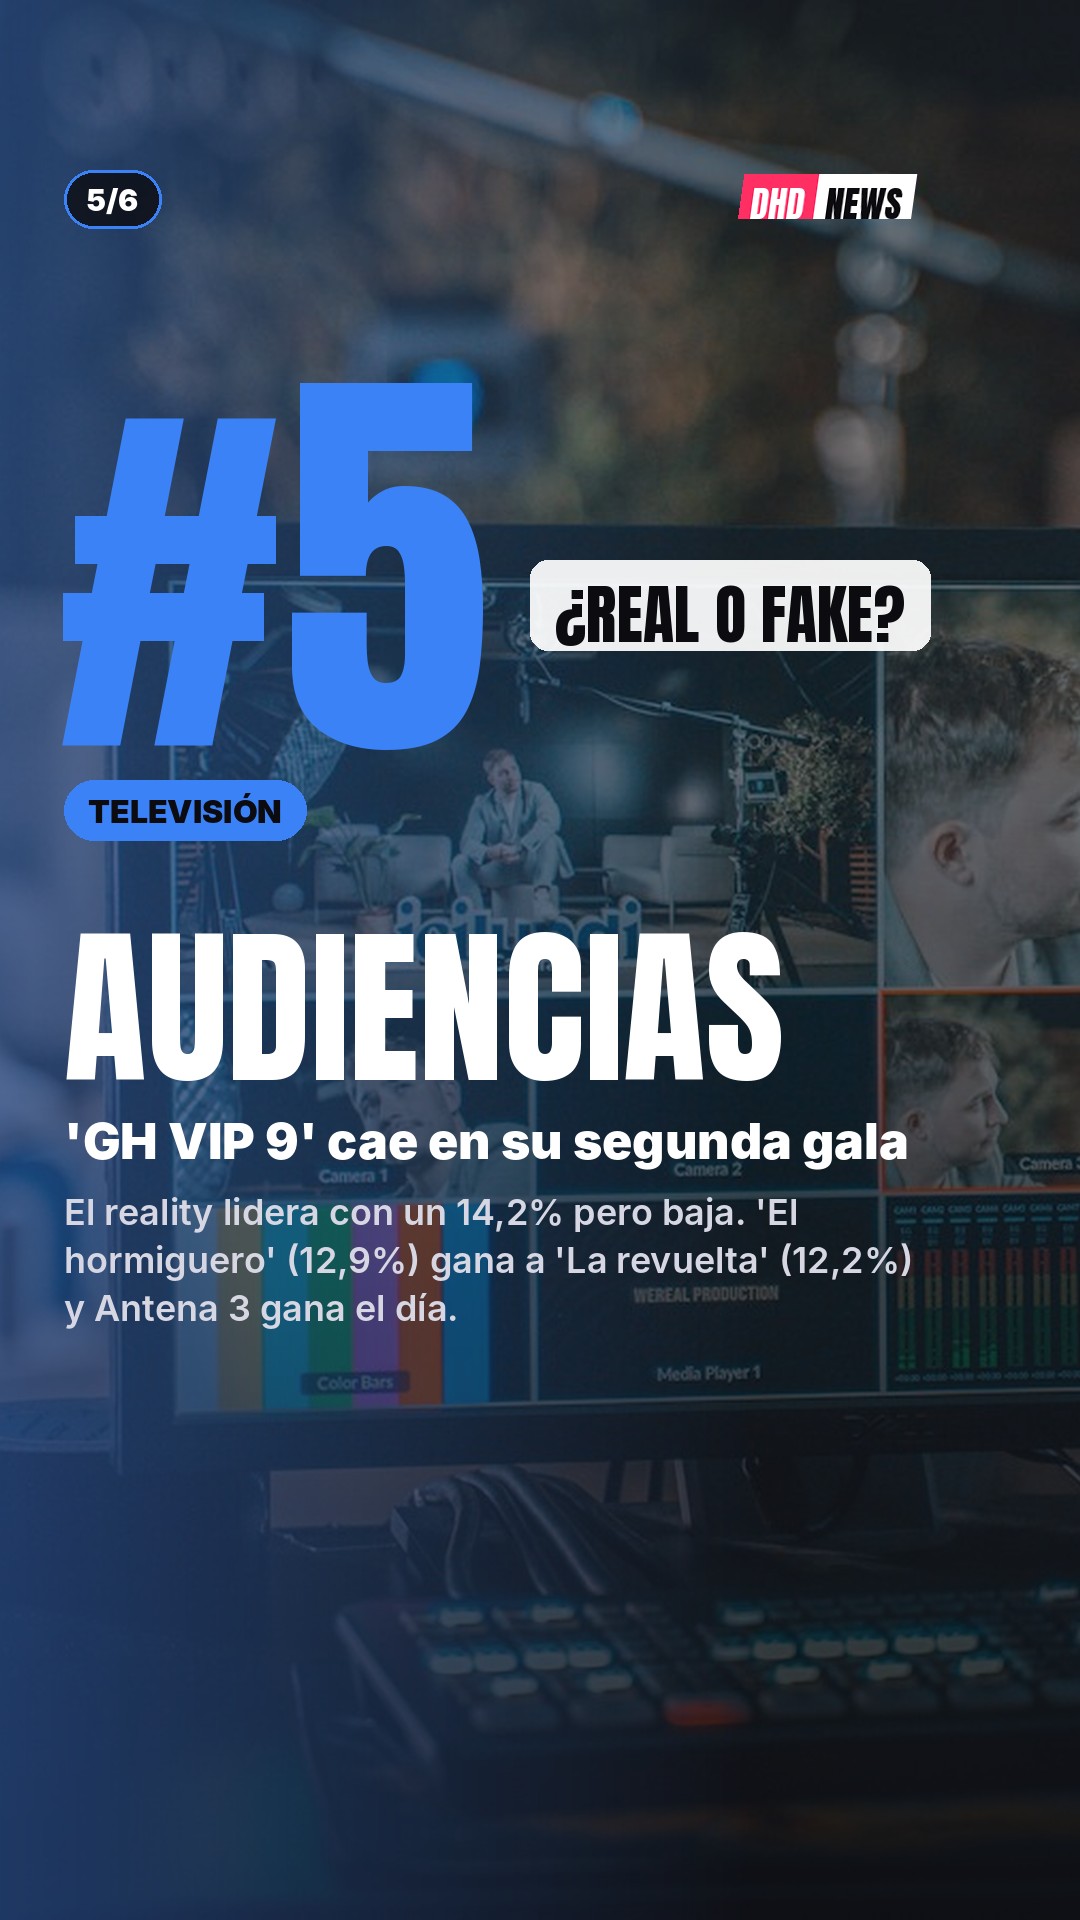 5/6
DHD NEWS
#5
¿REAL O FAKE?
TELEVISIÓN
AUDIENCIAS
'GH VIP 9' cae en su segunda gala
Camera 1
Camera 2
Camera
El reality lidera con un 14,2% pero baja. 'El
hormiguero' (12,9%) gana a 'La revuelta' (12,2%)
y Antena 3 gana el día.
WEREAL PRODUCTION
Media Player 1
Color Bars